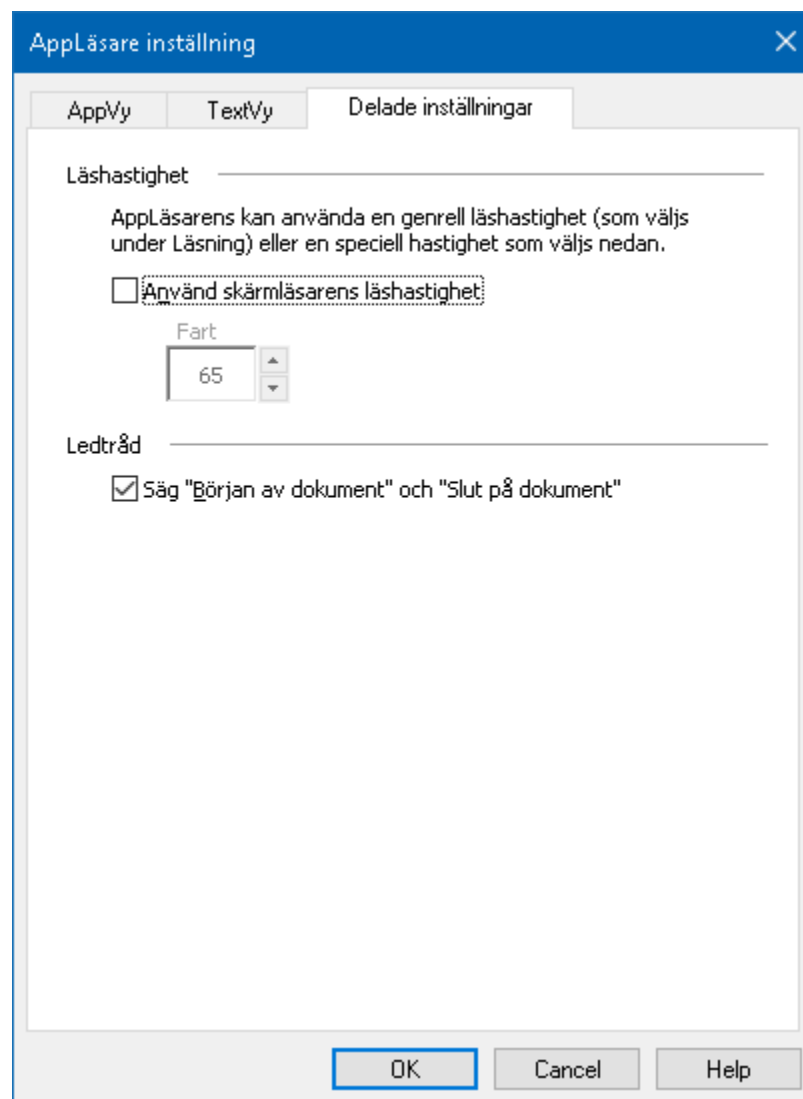 AppLäsare inställning
AppVy TextVy Delade inställningar
Läshastighet
AppLäsarens kan använda en genrell läshastighet (som väljs
under Läsning) eller en speciell hastighet som väljs nedan.
Använd skärmläsarens läshastighet
Fart
65
Ledtråd
Säg "Början av dokument" och "Slut på dokument"
OK Cancel Help